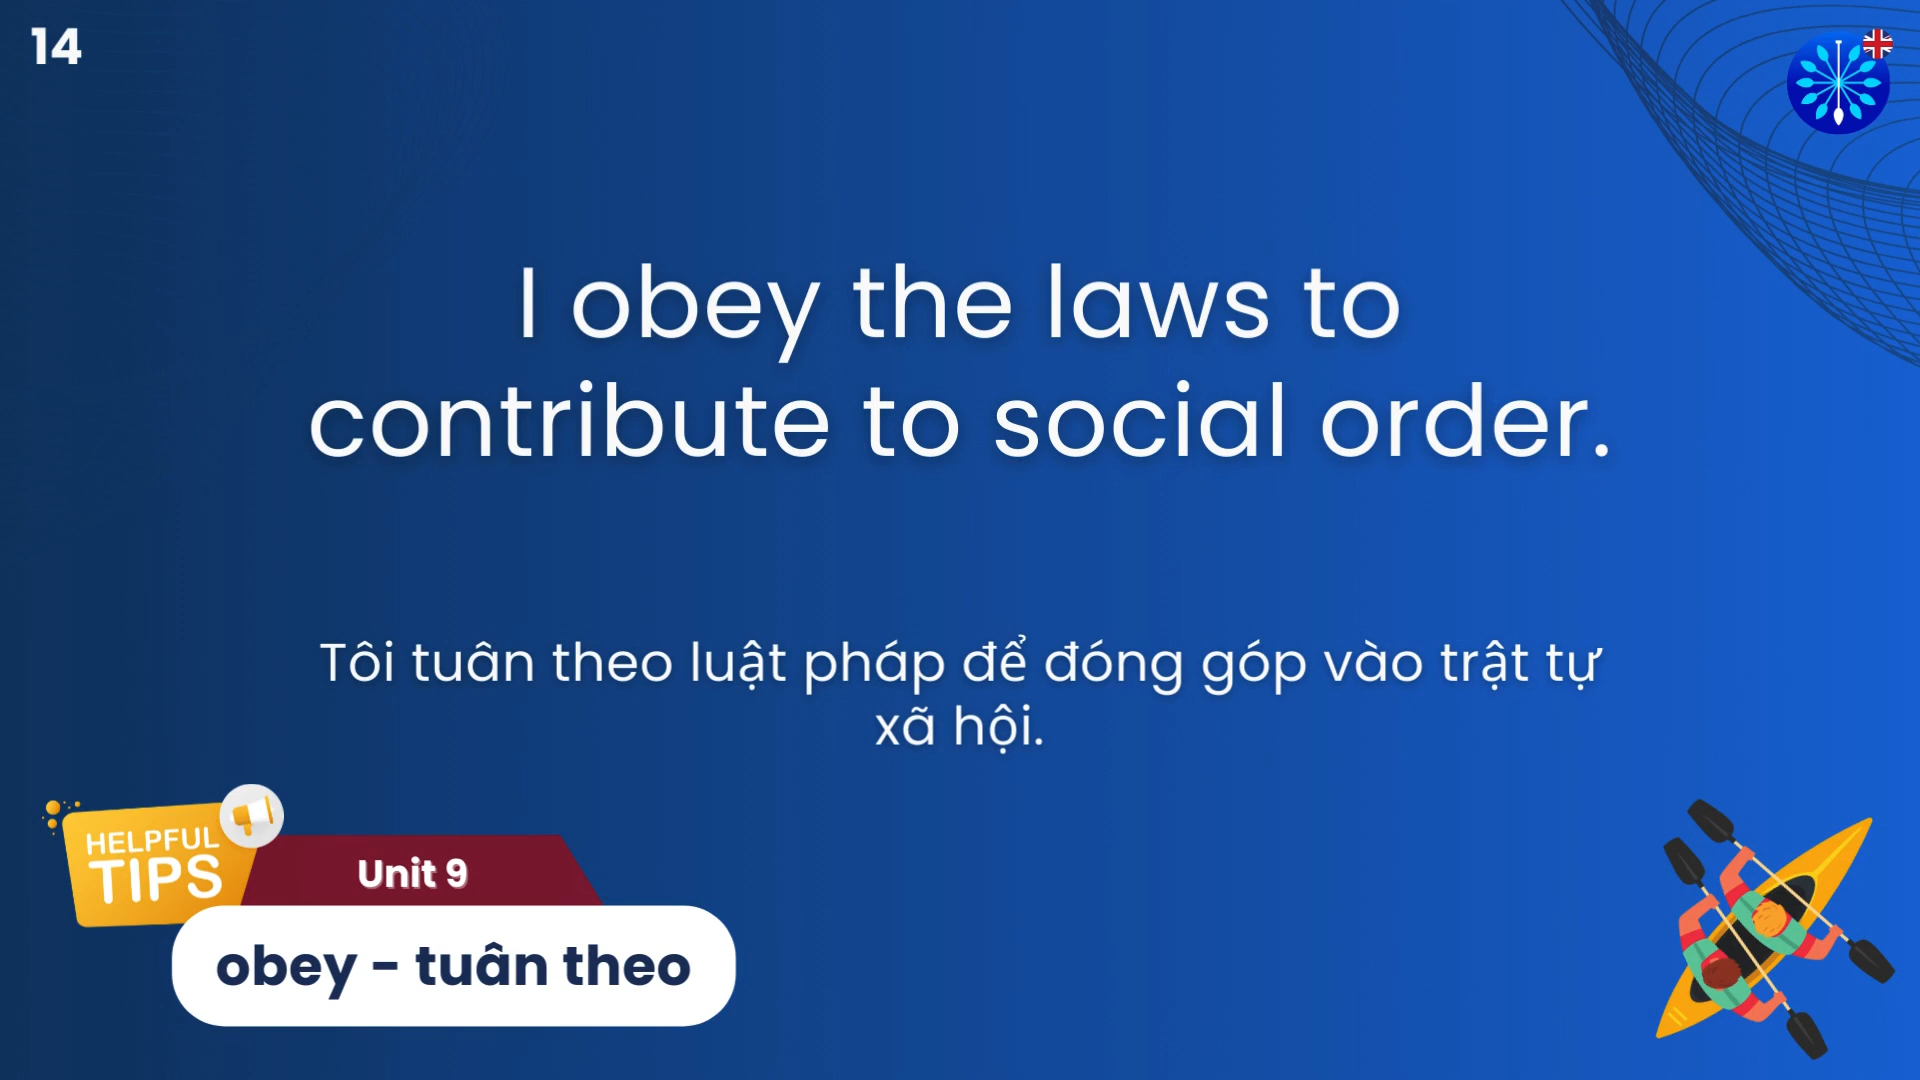 14
I obey the laws to
contribute to social order.
Tôi tuân theo luật pháp để đóng góp vào trật tự
xã hội.
HELPFUL
TIPS
Unit 9
obey - tuân theo